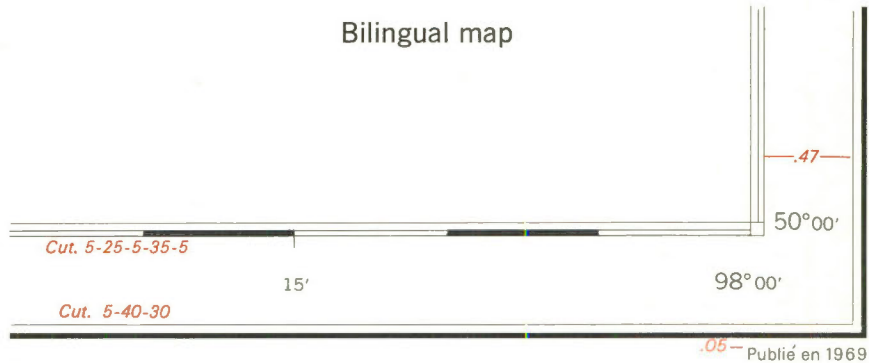 Bilingual map
.47
50°00'
Cut. 5-25-5-35-5
15'
98°00'
Cut. 5-40-30
.05
Publié en 1969